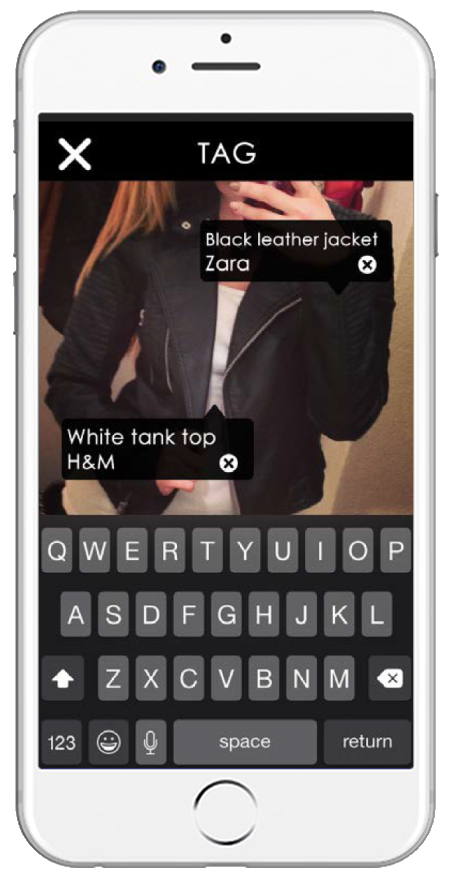 TAG
Black leather jacket
Zara
White tank top
H&M
Q W E R T Y U I O P
A S D F G H J K L
Z X C V B N M
123 space return